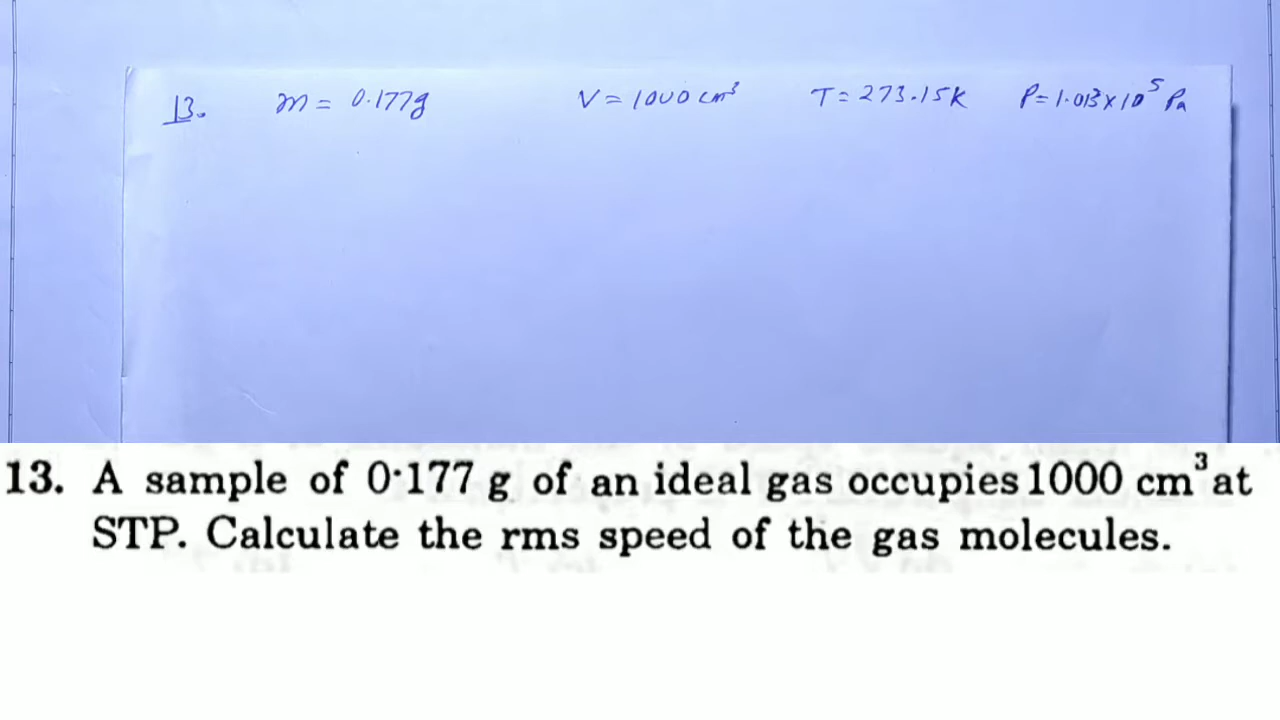 13. m = 0.177g V = 1000 cm³ T = 273.15K P = 1.013 x 10⁵ Pa
13. A sample of 0·177 g of an ideal gas occupies 1000 cm³ at
STP. Calculate the rms speed of the gas molecules.